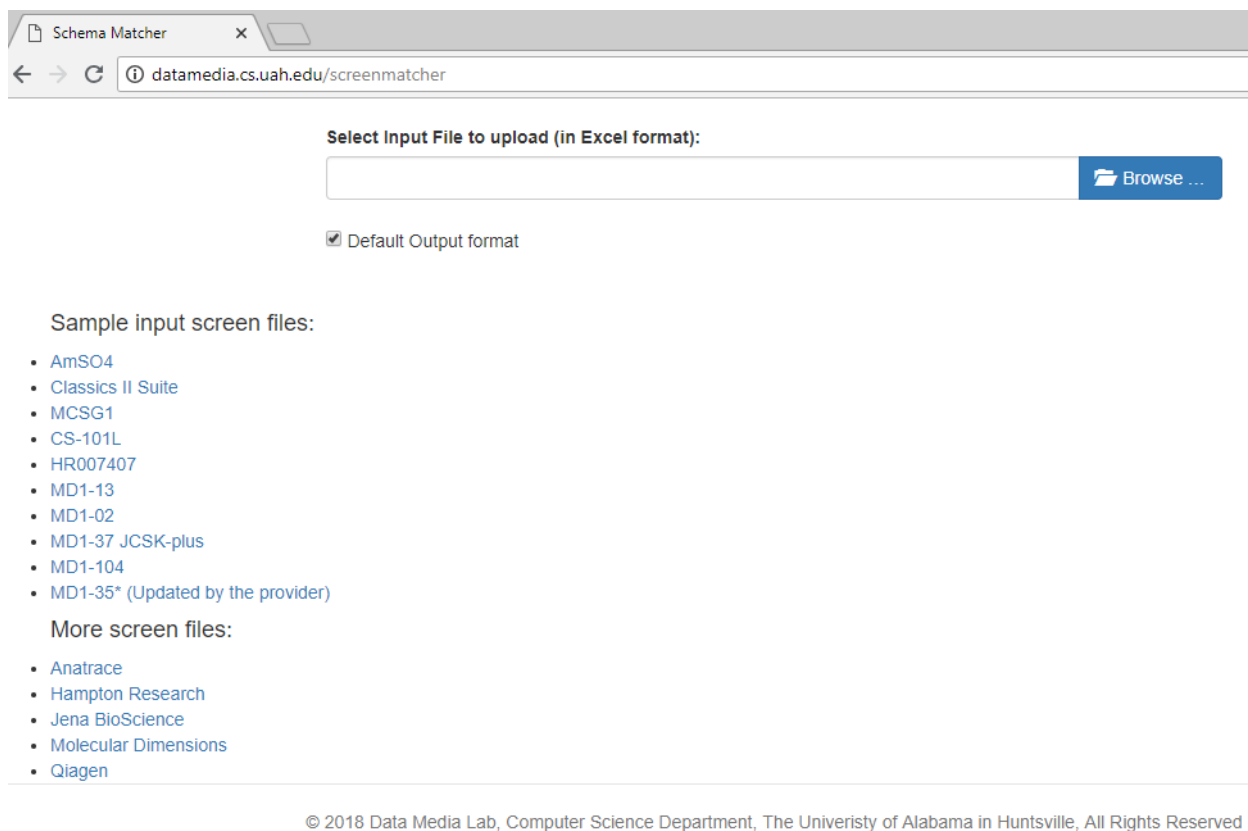 Schema Matcher
datamedia.cs.uah.edu/screenmatcher
Select Input File to upload (in Excel format):
Browse ...
Default Output format
Sample input screen files:
AmSO4
Classics II Suite
MCSG1
CS-101L
HR007407
MD1-13
MD1-02
MD1-37 JCSK-plus
MD1-104
MD1-35* (Updated by the provider)
More screen files:
Anatrace
Hampton Research
Jena BioScience
Molecular Dimensions
Qiagen
© 2018 Data Media Lab, Computer Science Department, The Univeristy of Alabama in Huntsville, All Rights Reserved